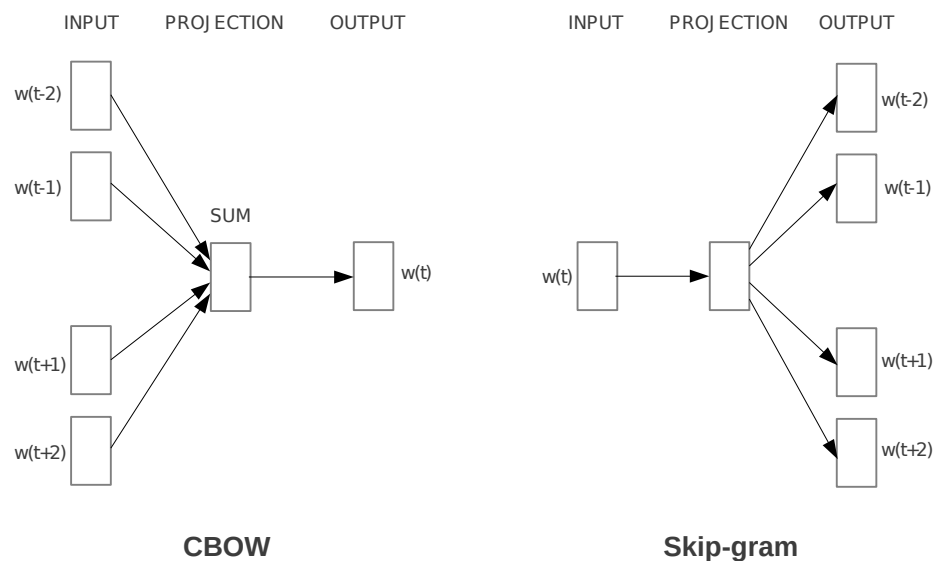 INPUT PROJECTION OUTPUT
w(t-2)
w(t-1)
SUM
w(t)
w(t+1)
w(t+2)
CBOW
INPUT PROJECTION OUTPUT
w(t-2)
w(t-1)
w(t)
w(t+1)
w(t+2)
Skip-gram